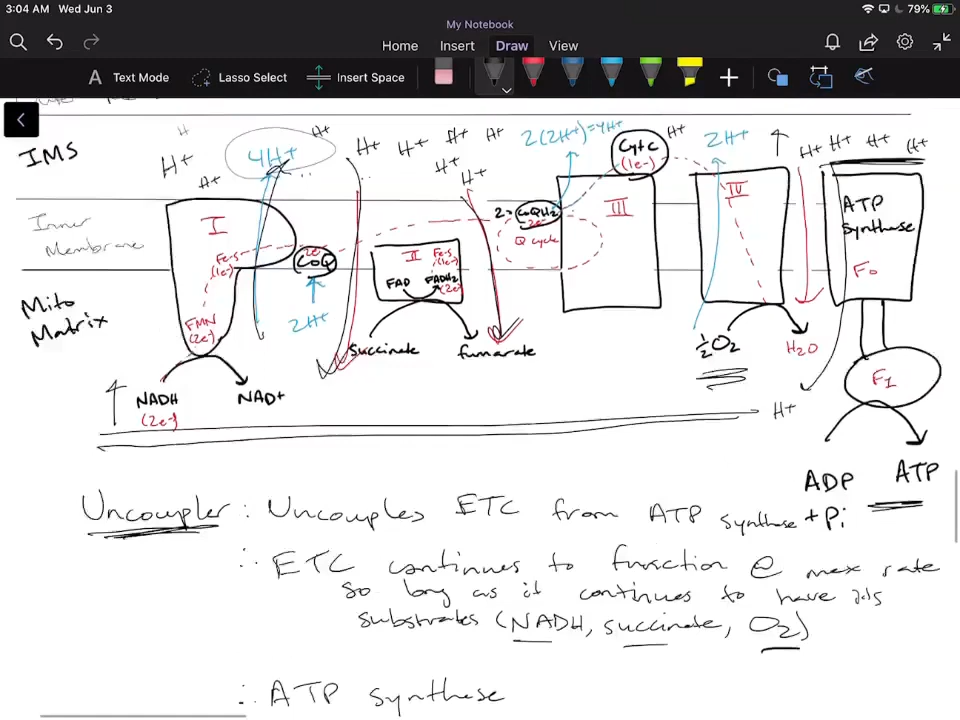 3:04 AM Wed Jun 3
79%
My Notebook
Home Insert Draw View
Text Mode
Lasso Select
Insert Space
IMS
H+
H+
H+
4H+
H+
H+
H+
H+
H+
H+
H+
2(2H+)=4H+
Cyt c
(1e-)
H+
2H+
H+
H+
H+
H+
Inner
Membrane
I
Fe-S
(1e-)
FMN
(2e-)
2e-
CoQ
2H+
II
Fe-S
(1e-)
FAD
FADH2
(2e-)
2x CoQH2
2e-
Q cycle
III
IV
ATP
Synthase
Fo
F1
Mito
Matrix
NADH
(2e-)
NAD+
succinate
fumarate
½O2
H2O
H+
ADP
+ Pi
ATP
Uncoupler: Uncouples ETC from ATP synthase
∴ ETC continues to function @ max rate
so long as it continues to have its
substrates (NADH, succinate, O2)
∴ ATP synthase